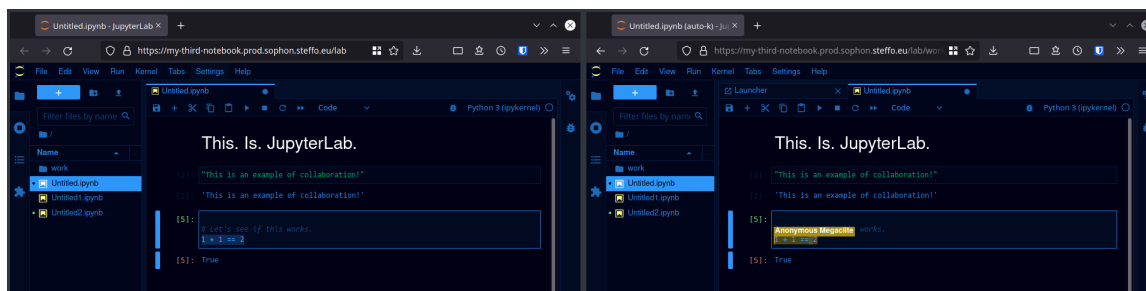 Untitled.ipynb - JupyterLab
https://my-third-notebook.prod.sophon.steffo.eu/lab
File Edit View Run Kernel Tabs Settings Help
Untitled.ipynb
Code
Python 3 (ipykernel)
Filter files by name
/
Name
work
Untitled.ipynb
Untitled1.ipynb
Untitled2.ipynb
This. Is. JupyterLab.
[2]: "This is an example of collaboration!"
[2]: 'This is an example of collaboration!'
[5]:
# Let's see if this works.
1 + 1 == 2
[5]: True
Untitled.ipynb (auto-k) - Ju
https://my-third-notebook.prod.sophon.steffo.eu/lab/wor
File Edit View Run Kernel Tabs Settings Help
Launcher
Untitled.ipynb
Code
Python 3 (ipykernel)
Filter files by name
/
Name
work
Untitled.ipynb
Untitled1.ipynb
Untitled2.ipynb
This. Is. JupyterLab.
[2]: "This is an example of collaboration!"
[2]: 'This is an example of collaboration!'
[5]:
Anonymous Megaclite works.
1 + 1 == 2
[5]: True